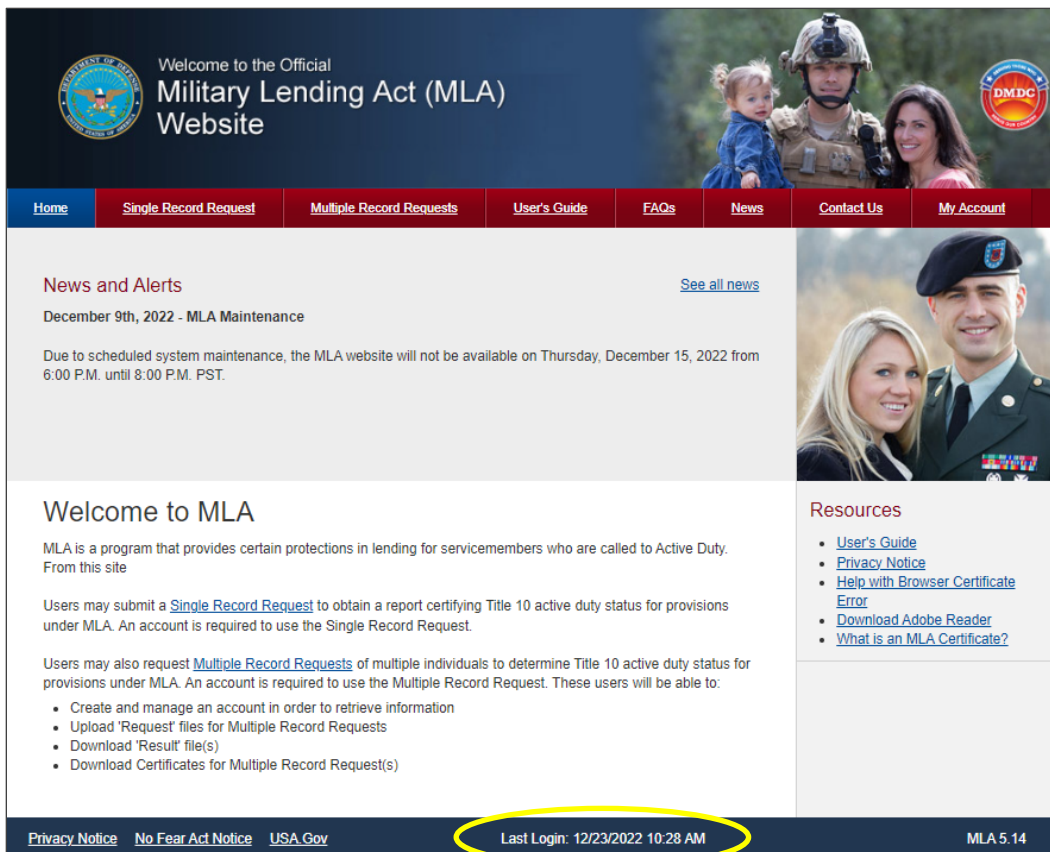 Welcome to the Official
Military Lending Act (MLA)
Website
DMDC
Home Single Record Request Multiple Record Requests User's Guide FAQs News Contact Us My Account
News and Alerts See all news
December 9th, 2022 - MLA Maintenance
Due to scheduled system maintenance, the MLA website will not be available on Thursday, December 15, 2022 from
6:00 P.M. until 8:00 P.M. PST.
Welcome to MLA
MLA is a program that provides certain protections in lending for servicemembers who are called to Active Duty.
From this site
Users may submit a Single Record Request to obtain a report certifying Title 10 active duty status for provisions
under MLA. An account is required to use the Single Record Request.
Users may also request Multiple Record Requests of multiple individuals to determine Title 10 active duty status for
provisions under MLA. An account is required to use the Multiple Record Request. These users will be able to:
• Create and manage an account in order to retrieve information
• Upload 'Request' files for Multiple Record Requests
• Download 'Result' file(s)
• Download Certificates for Multiple Record Request(s)
Resources
• User's Guide
• Privacy Notice
• Help with Browser Certificate
Error
• Download Adobe Reader
• What is an MLA Certificate?
Privacy Notice No Fear Act Notice USA.Gov Last Login: 12/23/2022 10:28 AM MLA 5.14